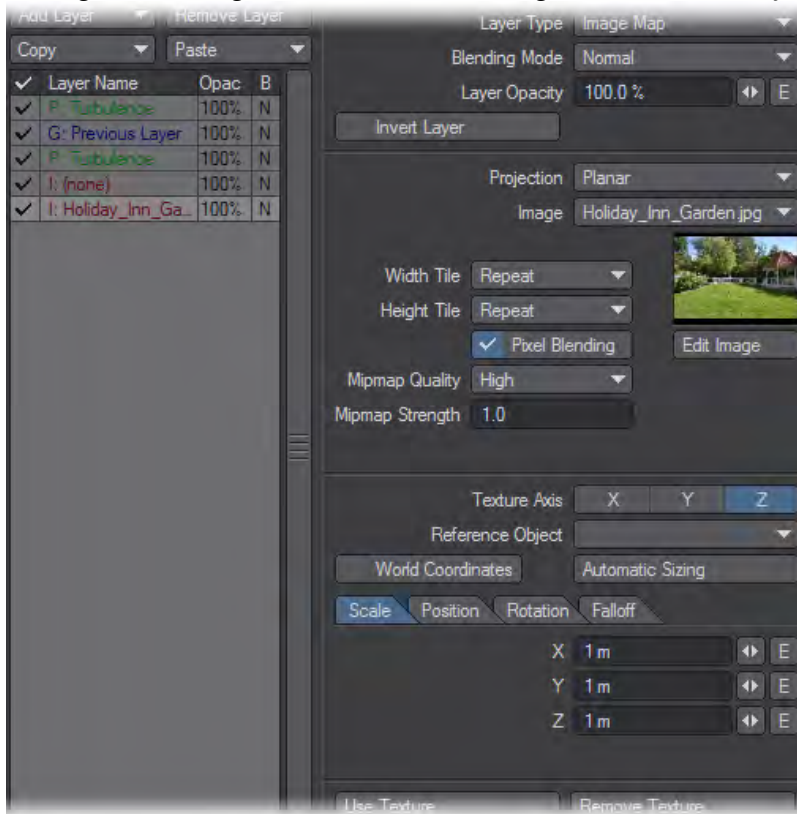 Add Layer Remove Layer
Copy Paste
Layer Name Opac B
P: Turbulence 100% N
G: Previous Layer 100% N
P: Turbulence 100% N
I: (none) 100% N
I: Holiday_Inn_Ga... 100% N
Layer Type Image Map
Blending Mode Normal
Layer Opacity 100.0 % E
Invert Layer
Projection Planar
Image Holiday_Inn_Garden.jpg
Width Tile Repeat
Height Tile Repeat
Pixel Blending Edit Image
Mipmap Quality High
Mipmap Strength 1.0
Texture Axis X Y Z
Reference Object
World Coordinates Automatic Sizing
Scale Position Rotation Falloff
X 1 m E
Y 1 m E
Z 1 m E
Use Texture Remove Texture